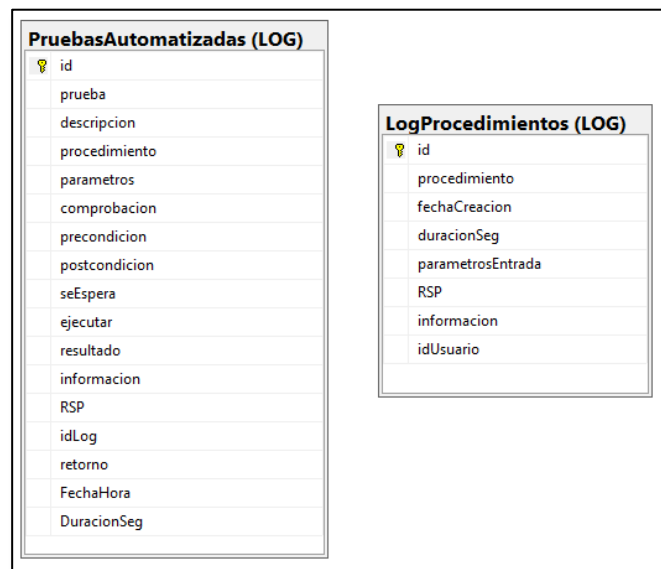 PruebasAutomatizadas (LOG)
id
prueba
descripcion
procedimiento
parametros
comprobacion
precondicion
postcondicion
seEspera
ejecutar
resultado
informacion
RSP
idLog
retorno
FechaHora
DuracionSeg
LogProcedimientos (LOG)
id
procedimiento
fechaCreacion
duracionSeg
parametrosEntrada
RSP
informacion
idUsuario